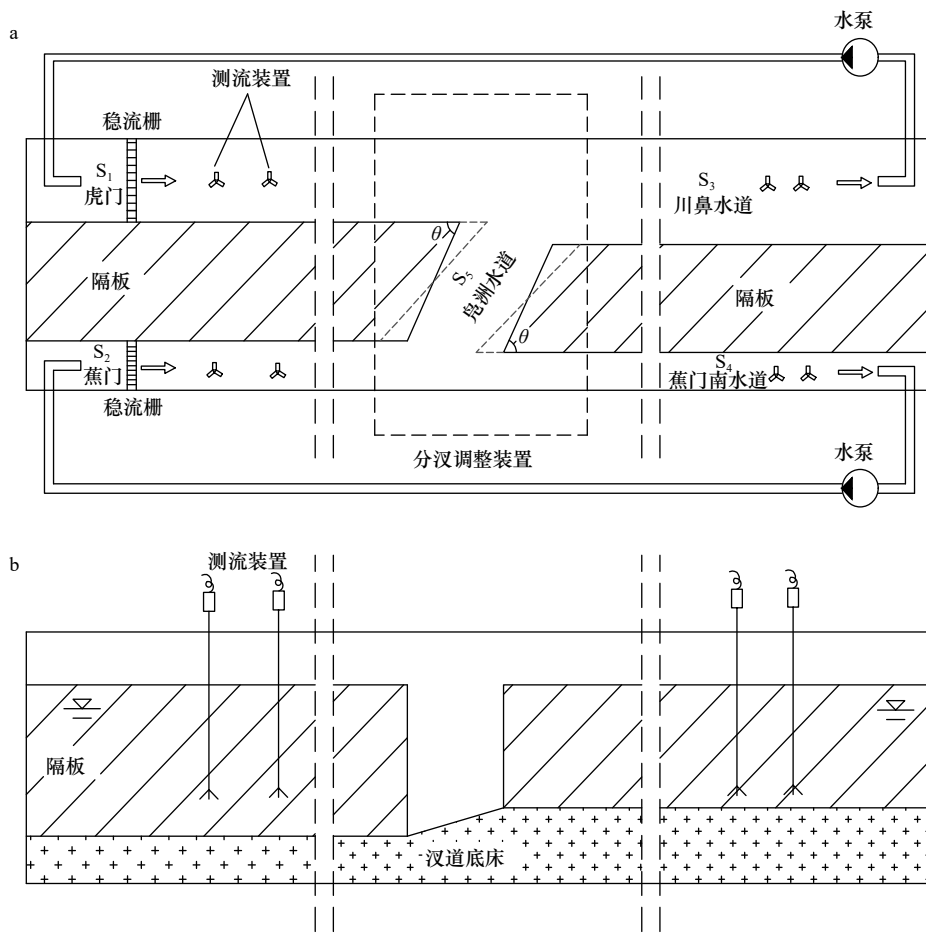 a
水泵
测流装置
稳流栅
S₁
虎门
S₃
川鼻水道
θ
S₅
凫洲水道
隔板
隔板
θ
S₂
蕉门
S₄
蕉门南水道
稳流栅
分汊调整装置
水泵
b
测流装置
隔板
汊道底床